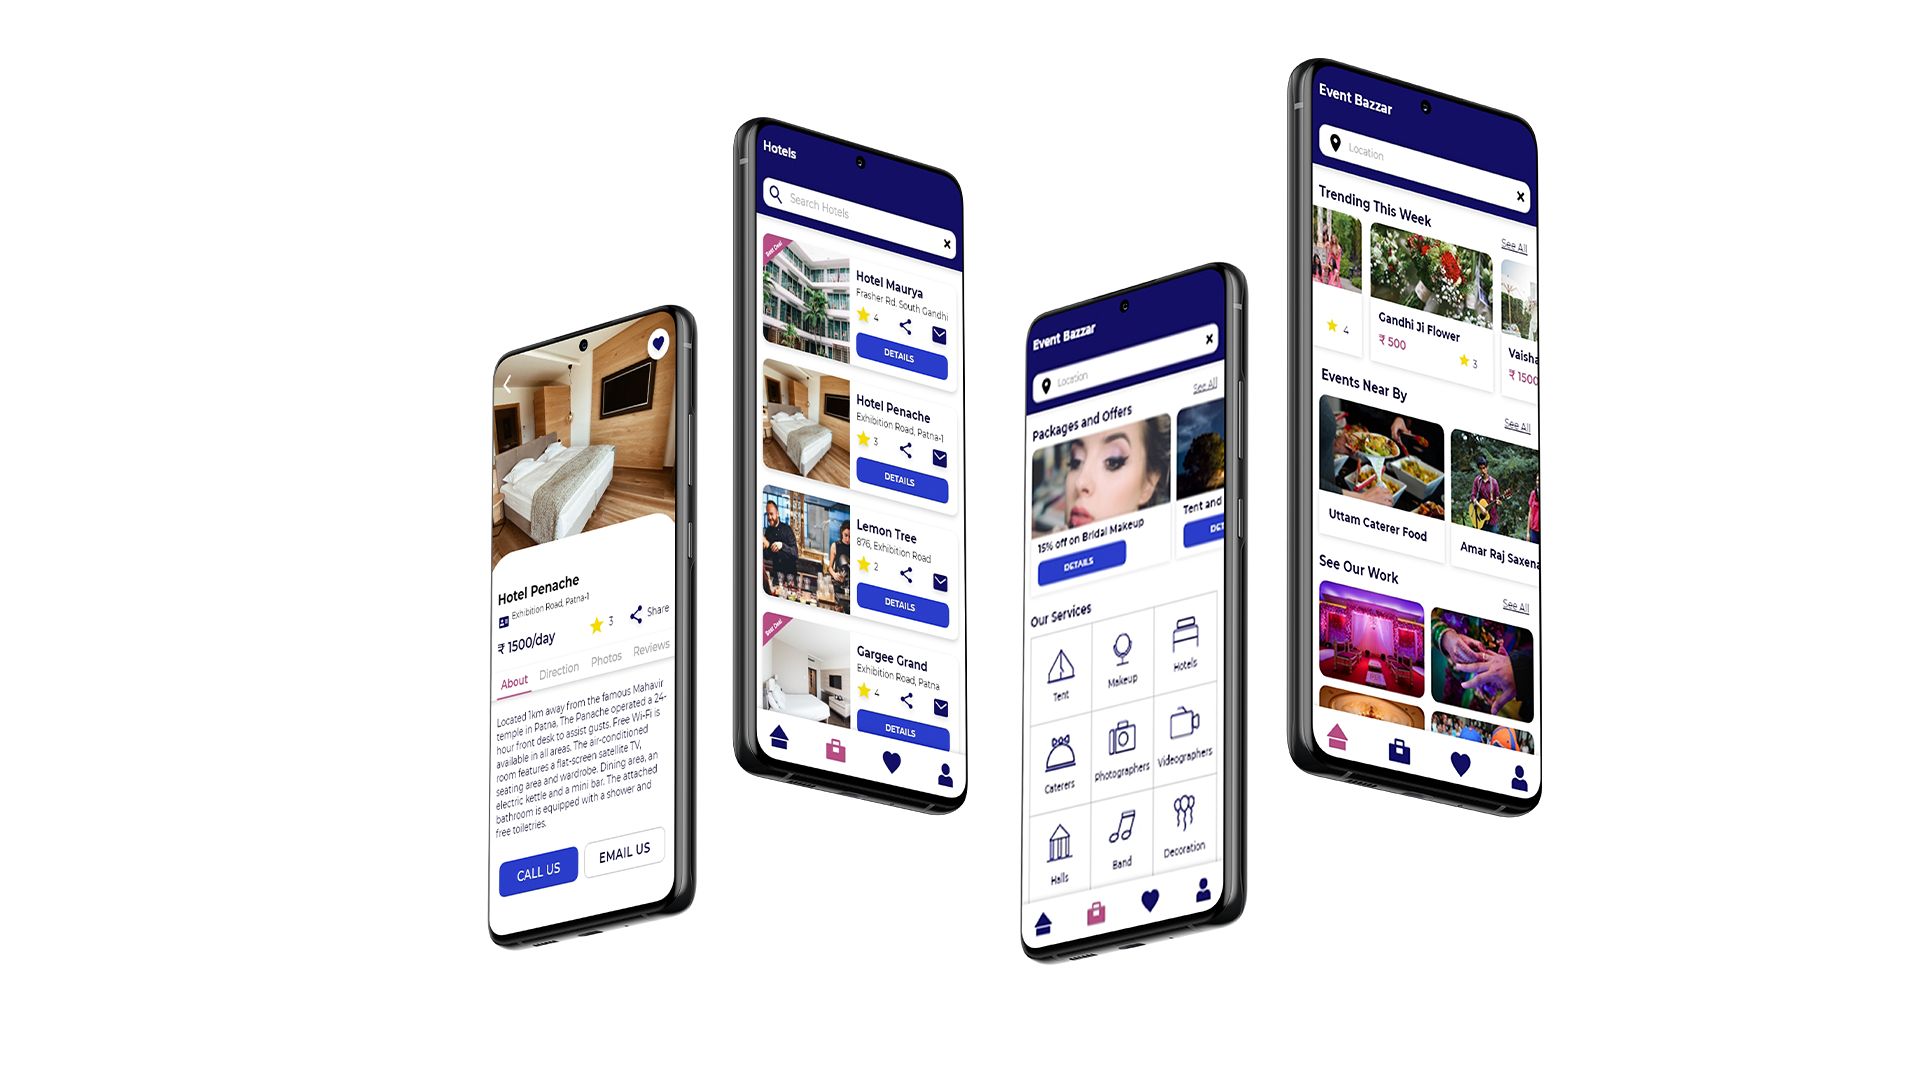 Hotel Penache
Exhibition Road, Patna-1
3
Share
₹ 1500/day
About
Direction
Photos
Reviews
Located 1km away from the famous Mahavir
temple in Patna, The Panache operated a 24-
hour front desk to assist gusts. Free Wi-Fi is
available in all areas. The air-conditioned
room features a flat-screen satellite TV,
seating area and wardrobe. Dining area, an
electric kettle and a mini bar. The attached
bathroom is equipped with a shower and
free toiletries.
CALL US
EMAIL US
Hotels
Search Hotels
Best Deal
Hotel Maurya
Frasher Rd. South Gandhi
4
DETAILS
Hotel Penache
Exhibition Road, Patna-1
3
DETAILS
Lemon Tree
876, Exhibition Road
2
DETAILS
Best Deal
Gargee Grand
Exhibition Road, Patna
4
DETAILS
Event Bazzar
Location
See All
Packages and Offers
15% off on Bridal Makeup
DETAILS
Tent and
DET
Our Services
Tent
Makeup
Hotels
Caterers
Photographers
Videographers
Halls
Band
Decoration
Event Bazzar
Location
Trending This Week
See All
4
Gandhi Ji Flower
₹ 500
3
Vaisha
₹ 1500
Events Near By
See All
Uttam Caterer Food
Amar Raj Saxena
See Our Work
See All